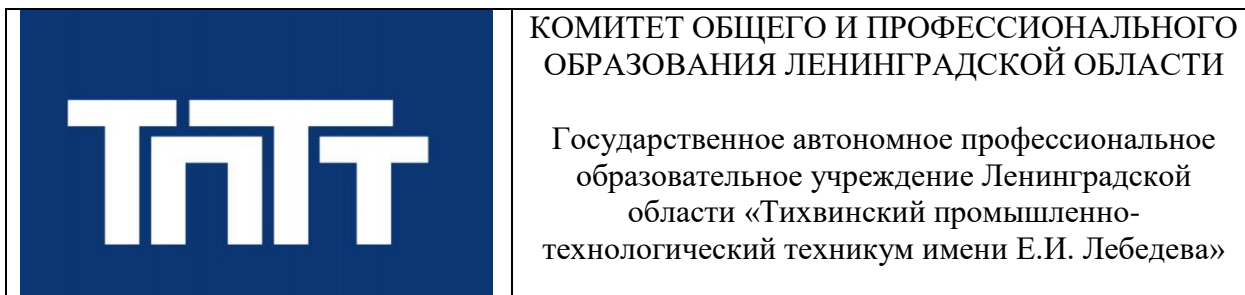 ТПТТ
КОМИТЕТ ОБЩЕГО И ПРОФЕССИОНАЛЬНОГО
ОБРАЗОВАНИЯ ЛЕНИНГРАДСКОЙ ОБЛАСТИ
Государственное автономное профессиональное
образовательное учреждение Ленинградской
области «Тихвинский промышленно-
технологический техникум имени Е.И. Лебедева»